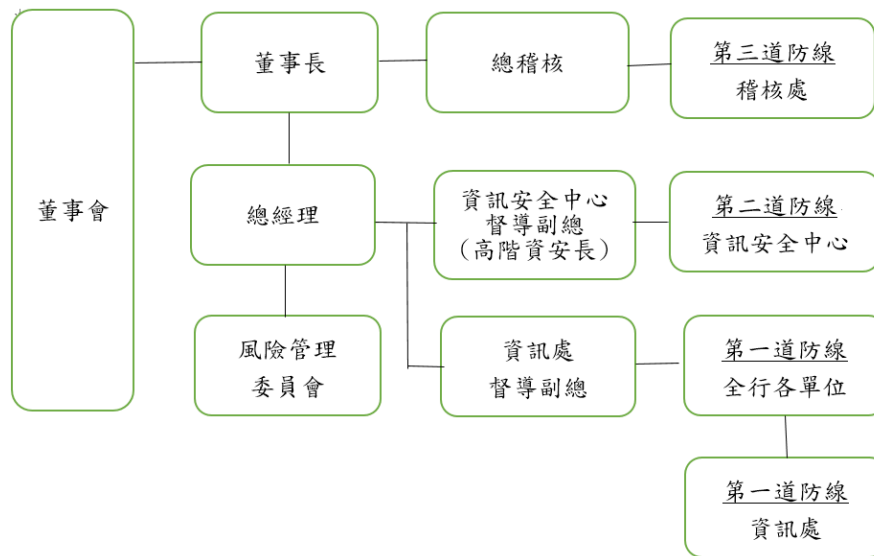 董事會
董事長
總稽核
第三道防線
稽核處
總經理
資訊安全中心
督導副總
(高階資安長)
第二道防線
資訊安全中心
風險管理
委員會
資訊處
督導副總
第一道防線
全行各單位
第一道防線
資訊處